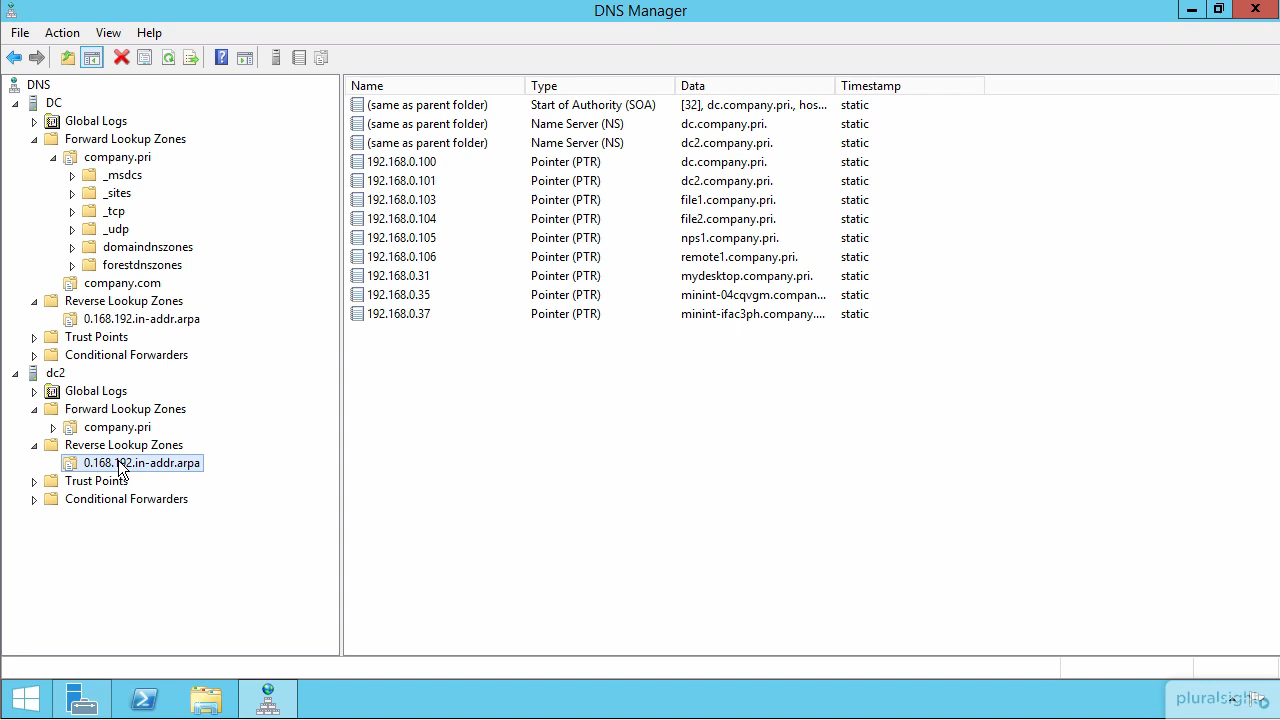 DNS Manager
File Action View Help
DNS
DC
Global Logs
Forward Lookup Zones
company.pri
_msdcs
_sites
_tcp
_udp
domaindnszones
forestdnszones
company.com
Reverse Lookup Zones
0.168.192.in-addr.arpa
Trust Points
Conditional Forwarders
dc2
Global Logs
Forward Lookup Zones
company.pri
Reverse Lookup Zones
0.168.192.in-addr.arpa
Trust Points
Conditional Forwarders
Name Type Data Timestamp
(same as parent folder) Start of Authority (SOA) [32], dc.company.pri., hos... static
(same as parent folder) Name Server (NS) dc.company.pri. static
(same as parent folder) Name Server (NS) dc2.company.pri. static
192.168.0.100 Pointer (PTR) dc.company.pri. static
192.168.0.101 Pointer (PTR) dc2.company.pri. static
192.168.0.103 Pointer (PTR) file1.company.pri. static
192.168.0.104 Pointer (PTR) file2.company.pri. static
192.168.0.105 Pointer (PTR) nps1.company.pri. static
192.168.0.106 Pointer (PTR) remote1.company.pri. static
192.168.0.31 Pointer (PTR) mydesktop.company.pri. static
192.168.0.35 Pointer (PTR) minint-04cqvgm.compan... static
192.168.0.37 Pointer (PTR) minint-ifac3ph.company.... static
pluralsight